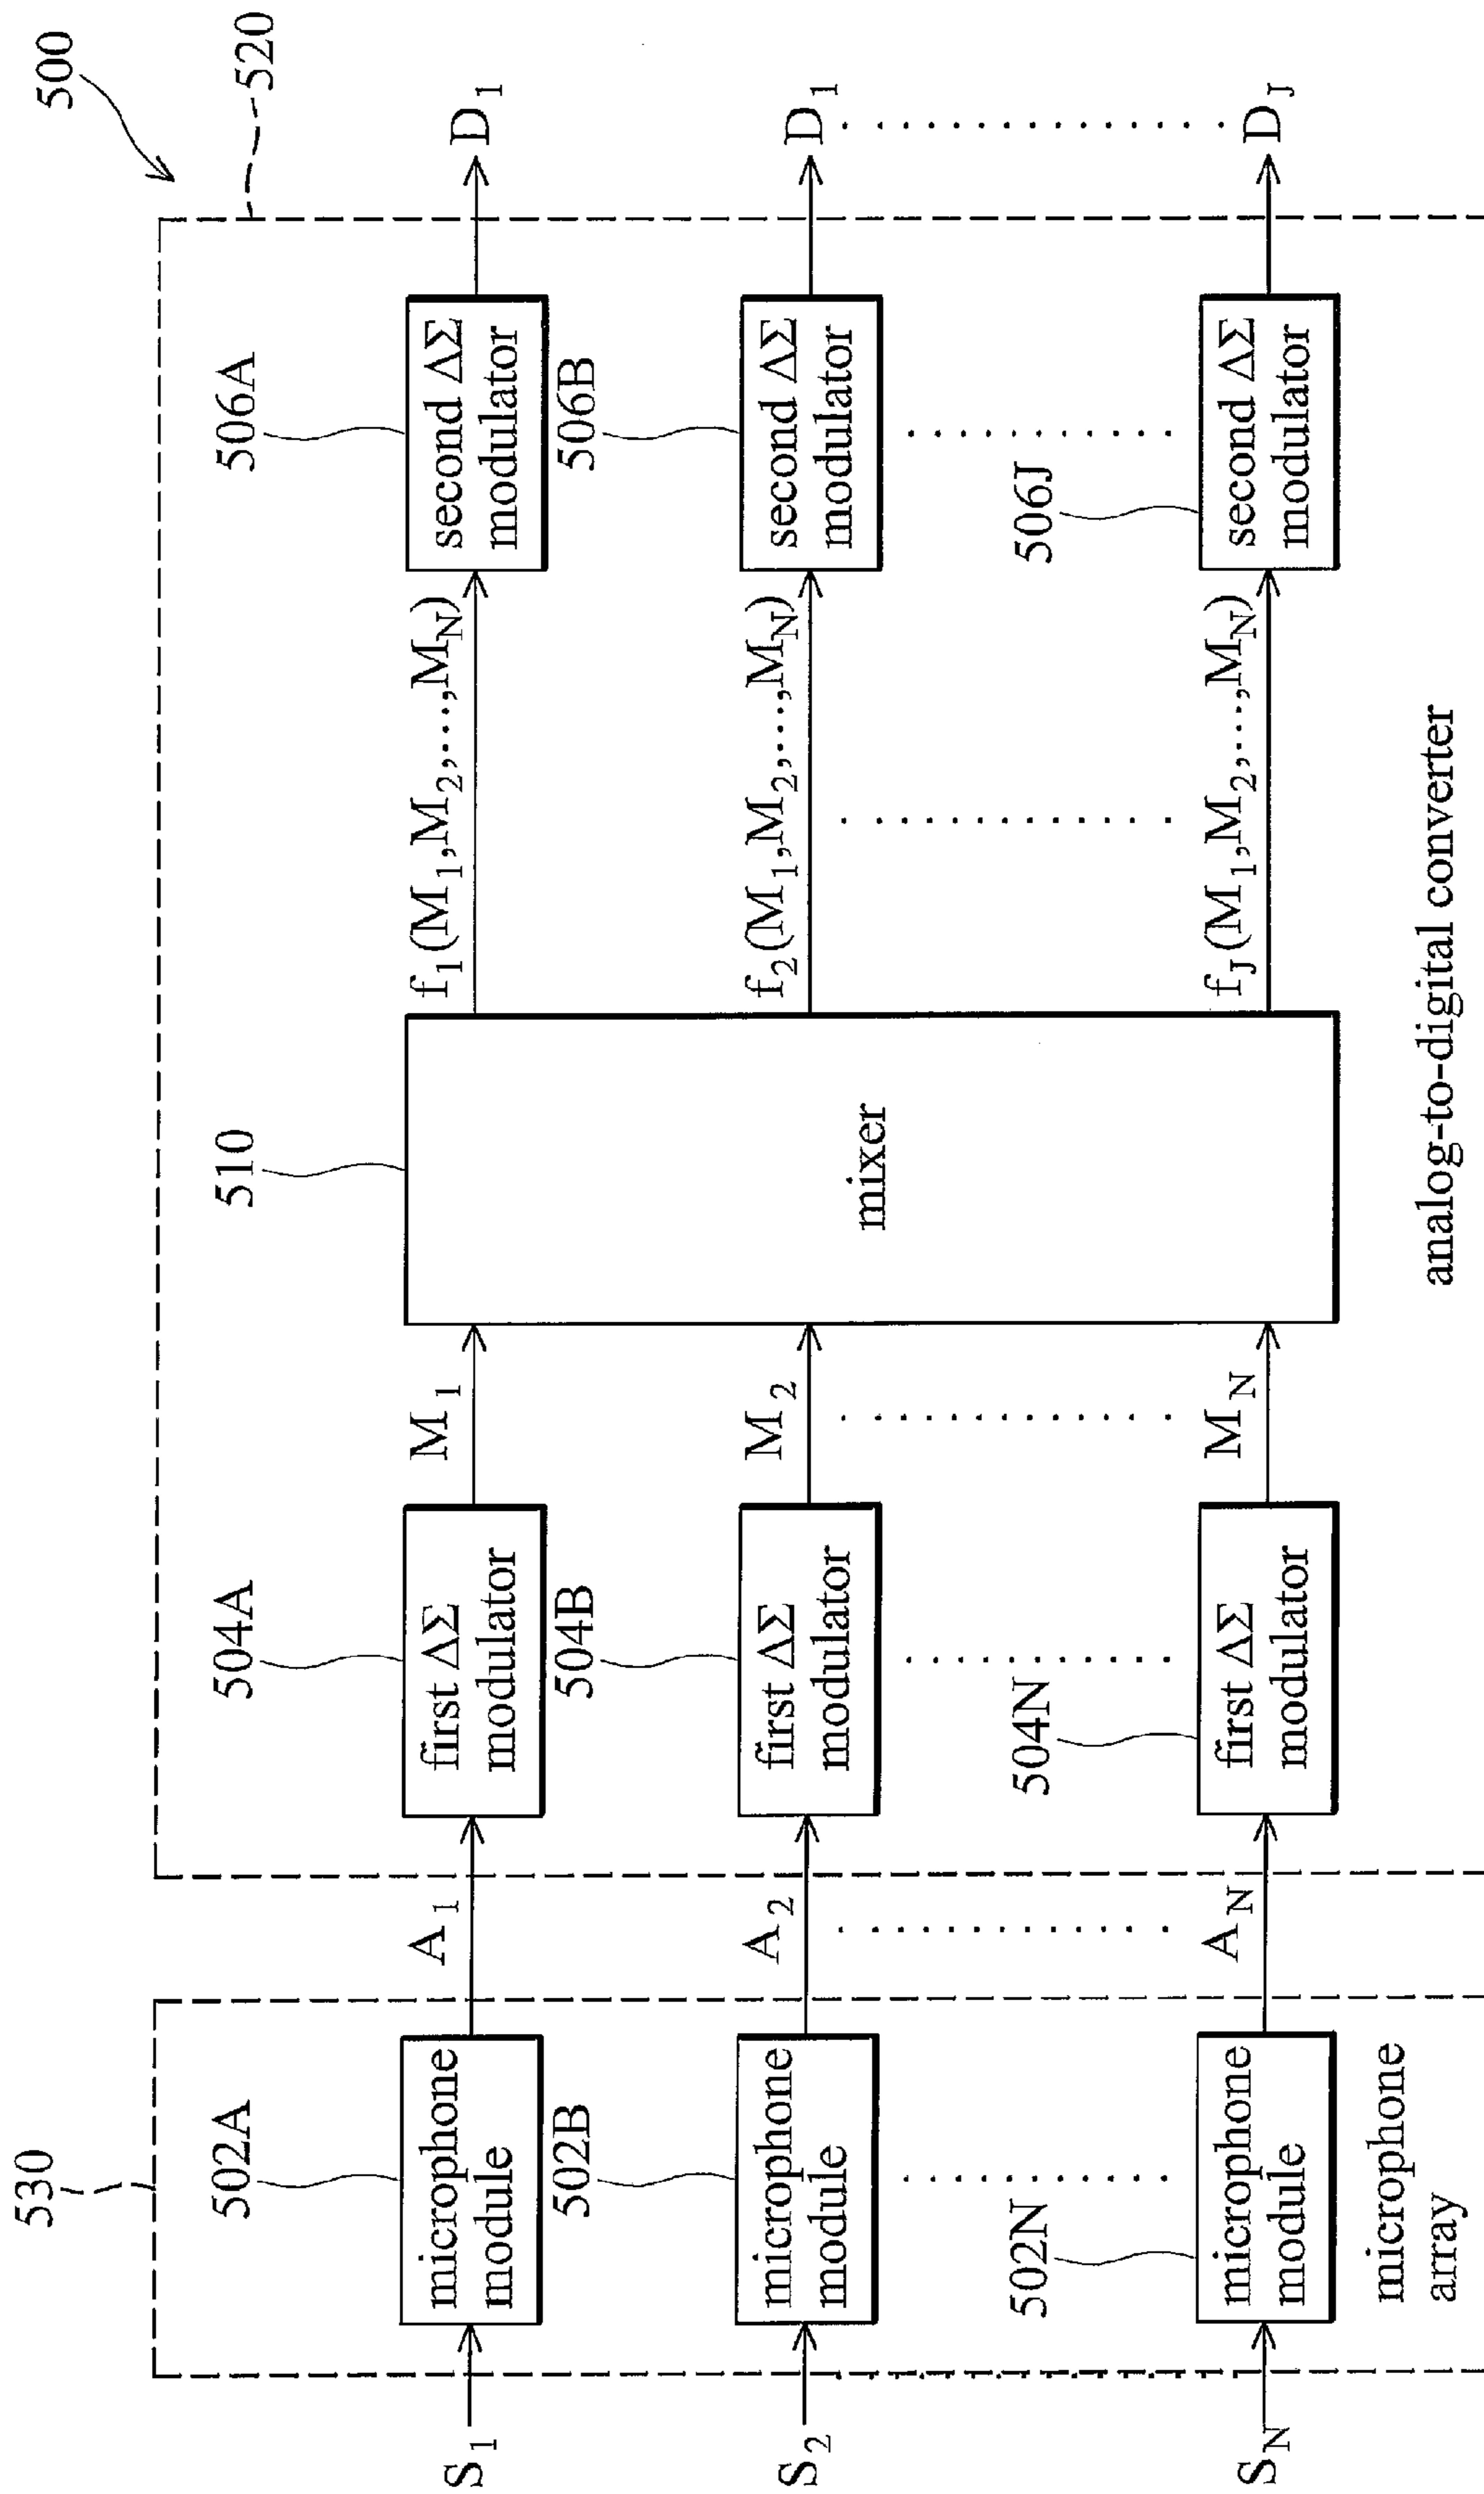 500
520
530
502A
504A
510
506A
S1
microphone
module
A1
first ΔΣ
modulator
M1
f1(M1,M2,...,MN)
second ΔΣ
modulator
D1
502B
504B
506B
S2
microphone
module
A2
first ΔΣ
modulator
M2
mixer
f2(M1,M2,...,MN)
second ΔΣ
modulator
D1
502N
504N
506J
SN
microphone
module
AN
first ΔΣ
modulator
MN
fJ(M1,M2,...,MN)
second ΔΣ
modulator
DJ
microphone
array
analog-to-digital converter